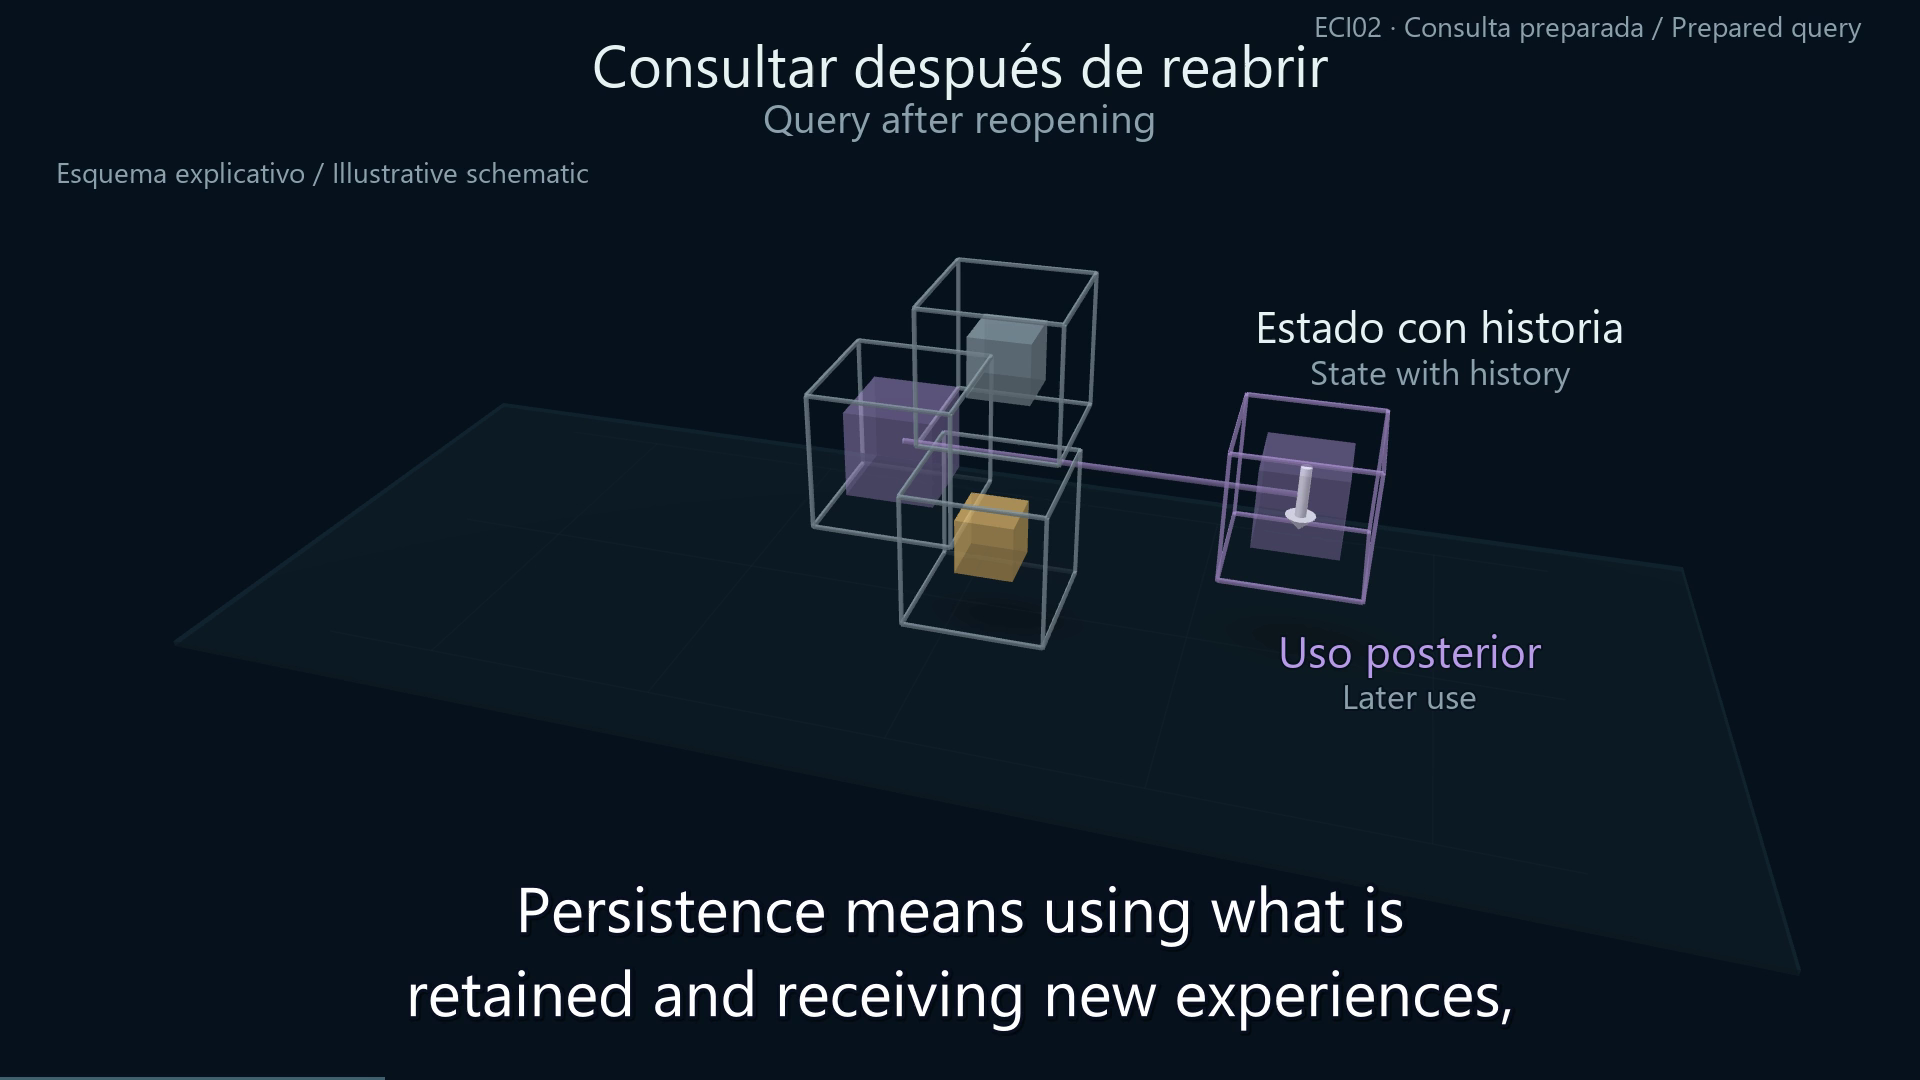 ECI02 · Consulta preparada / Prepared query
Consultar después de reabrir
Query after reopening
Esquema explicativo / Illustrative schematic
Estado con historia
State with history
Uso posterior
Later use
Persistence means using what is
retained and receiving new experiences,